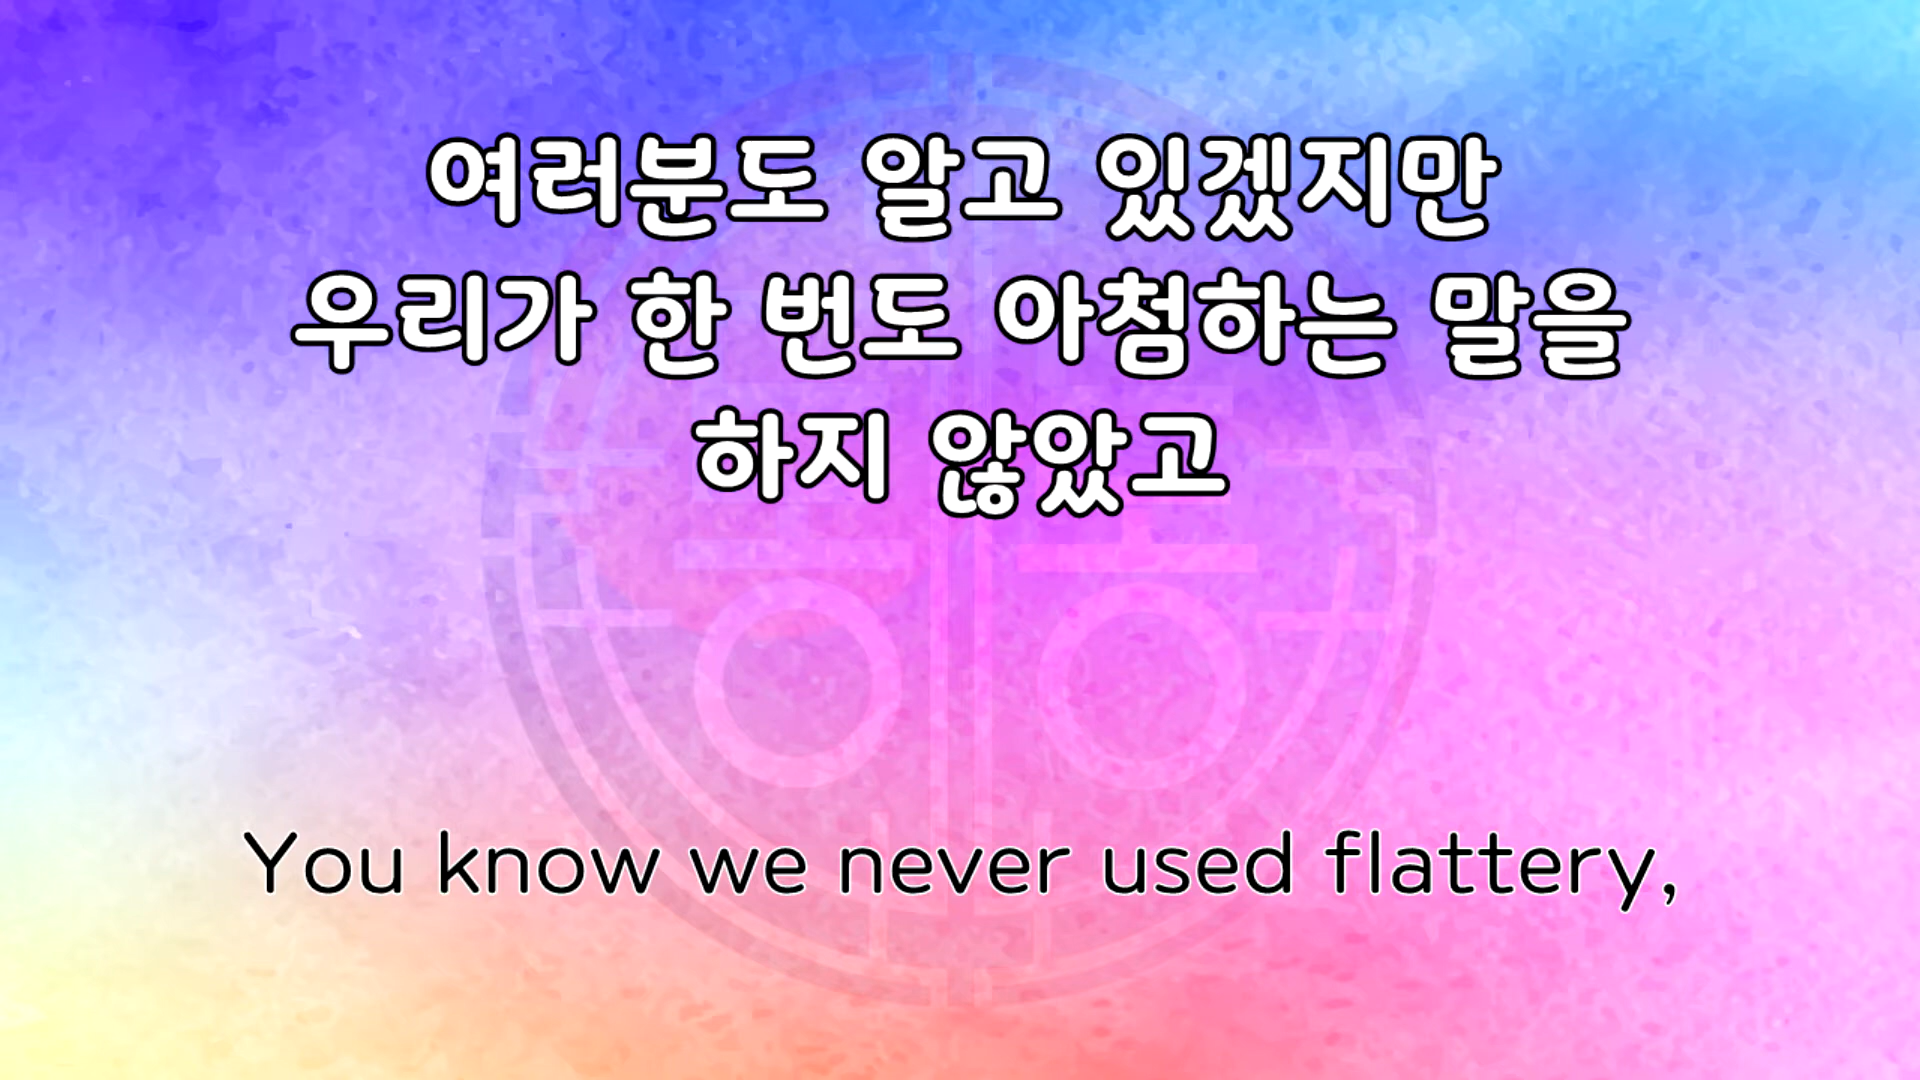 여러분도 알고 있겠지만
우리가 한 번도 아첨하는 말을
하지 않았고
You know we never used flattery,